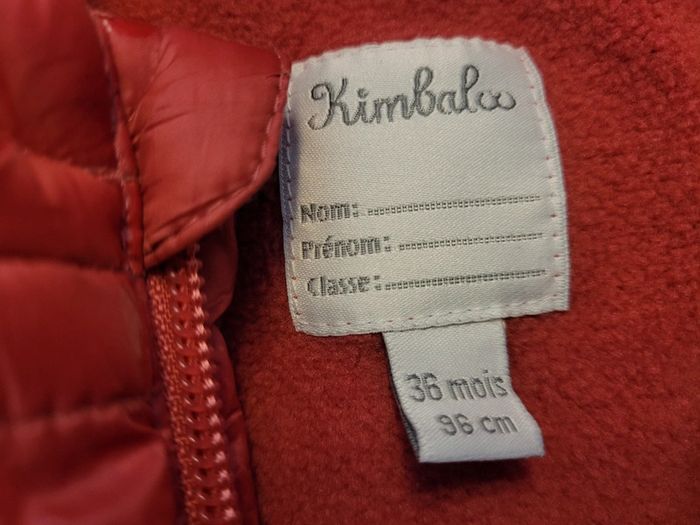 Kimbaloo
Nom: ....................
Prénom: ....................
Classe: ....................
36 mois
96 cm